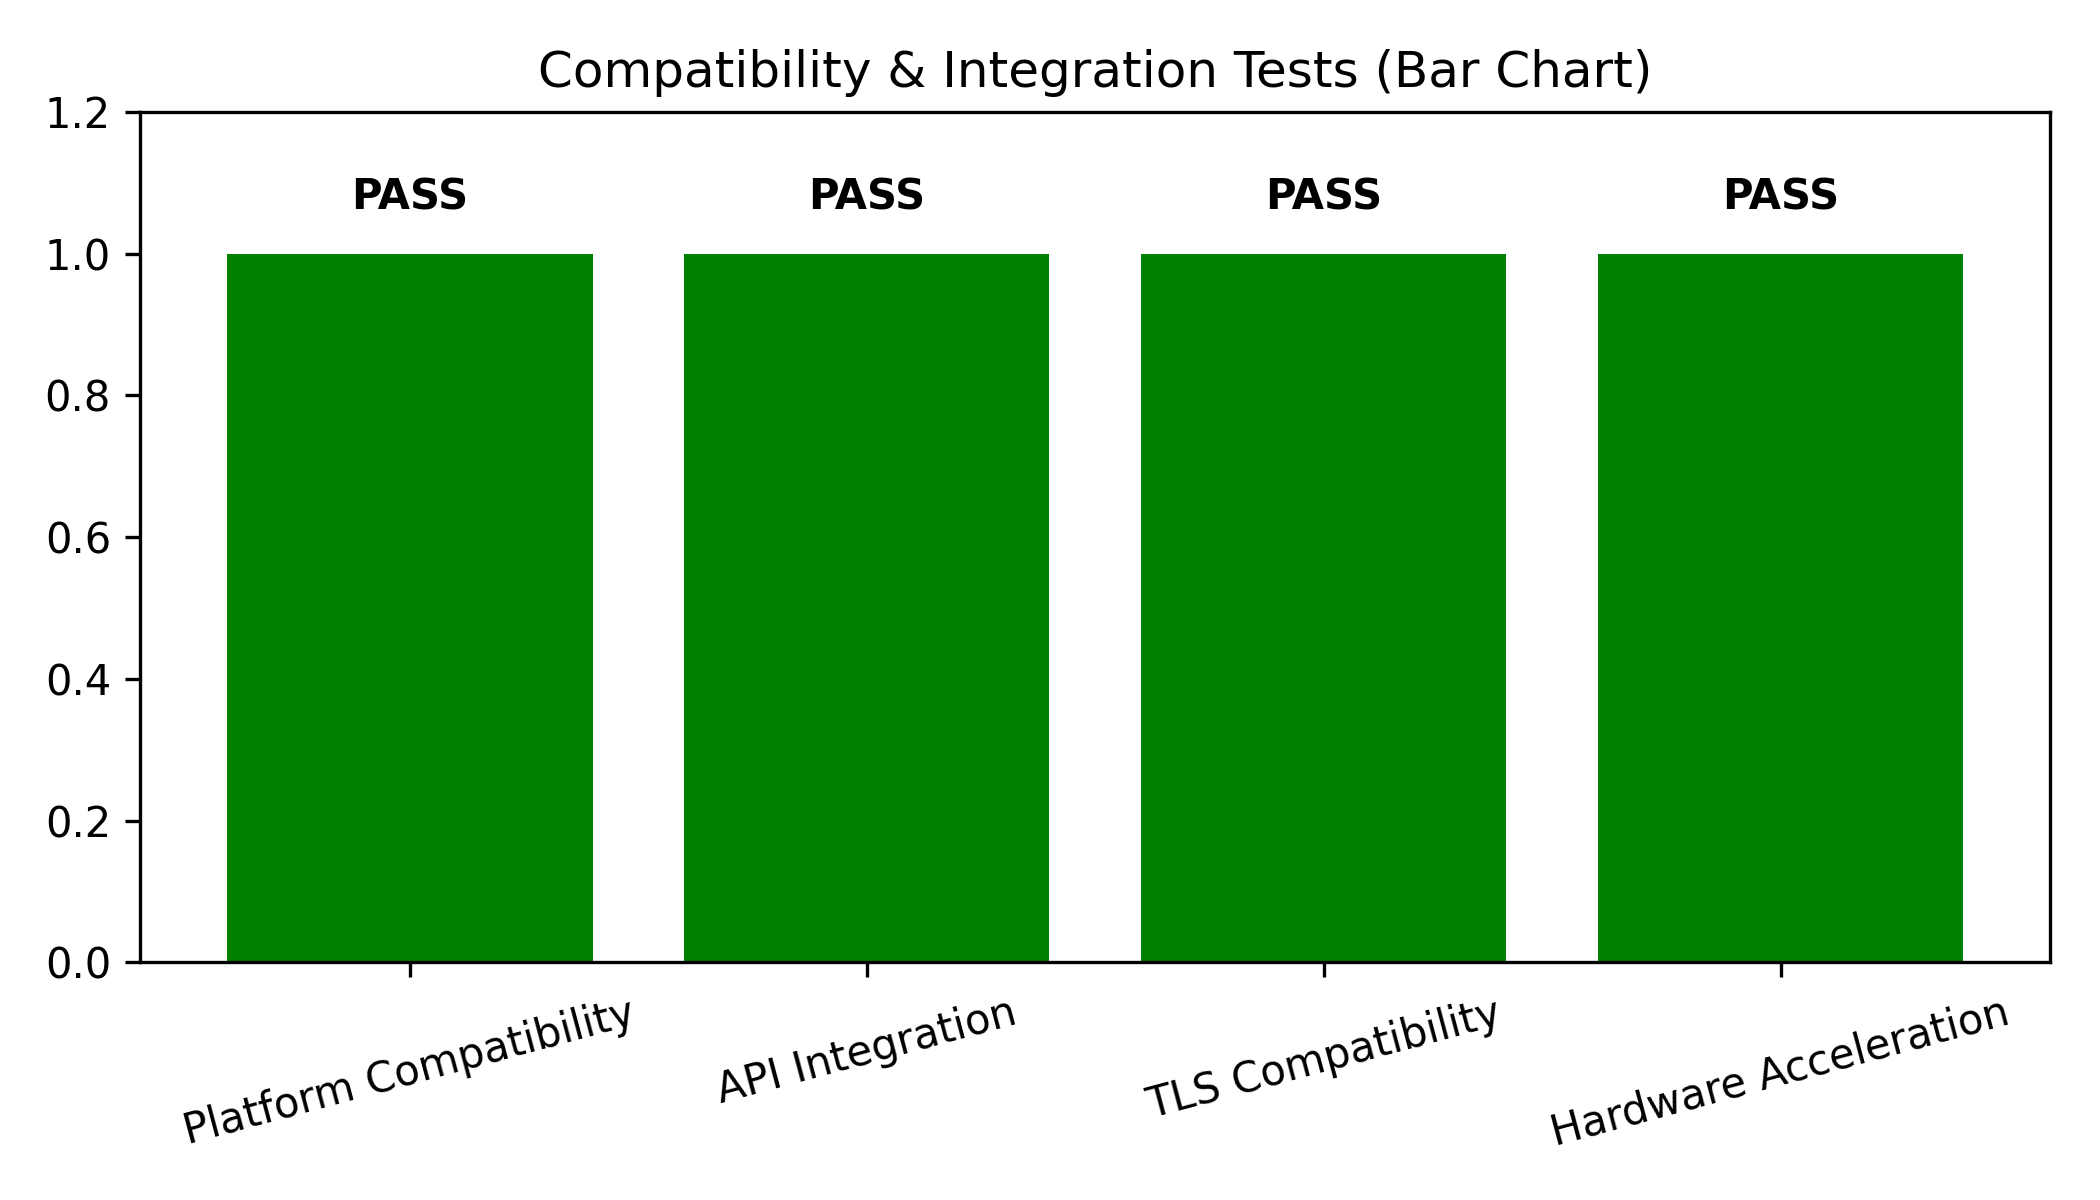 Compatibility & Integration Tests (Bar Chart)
1.2
1.0
0.8
0.6
0.4
0.2
0.0
PASS
PASS
PASS
PASS
Platform Compatibility
API Integration
TLS Compatibility
Hardware Acceleration